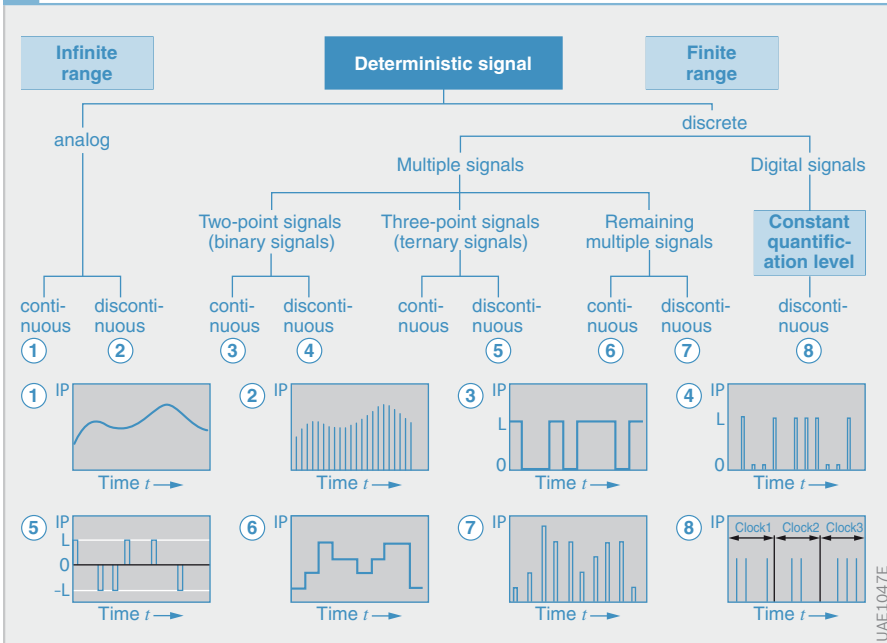 Infinite
range
Deterministic signal
Finite
range
analog
discrete
Multiple signals
Digital signals
Two-point signals
(binary signals)
Three-point signals
(ternary signals)
Remaining
multiple signals
Constant
quantific-
ation level
conti-
nuous
1
disconti-
nuous
2
conti-
nuous
3
disconti-
nuous
4
conti-
nuous
disconti-
nuous
5
conti-
nuous
6
disconti-
nuous
7
disconti-
nuous
8
1
IP
Time t
2
IP
Time t
3
IP
L
0
Time t
4
IP
L
0
Time t
5
IP
L
0
–L
Time t
6
IP
Time t
7
IP
Time t
8
IP
Clock1 Clock2 Clock3
Time t
UAE1047E